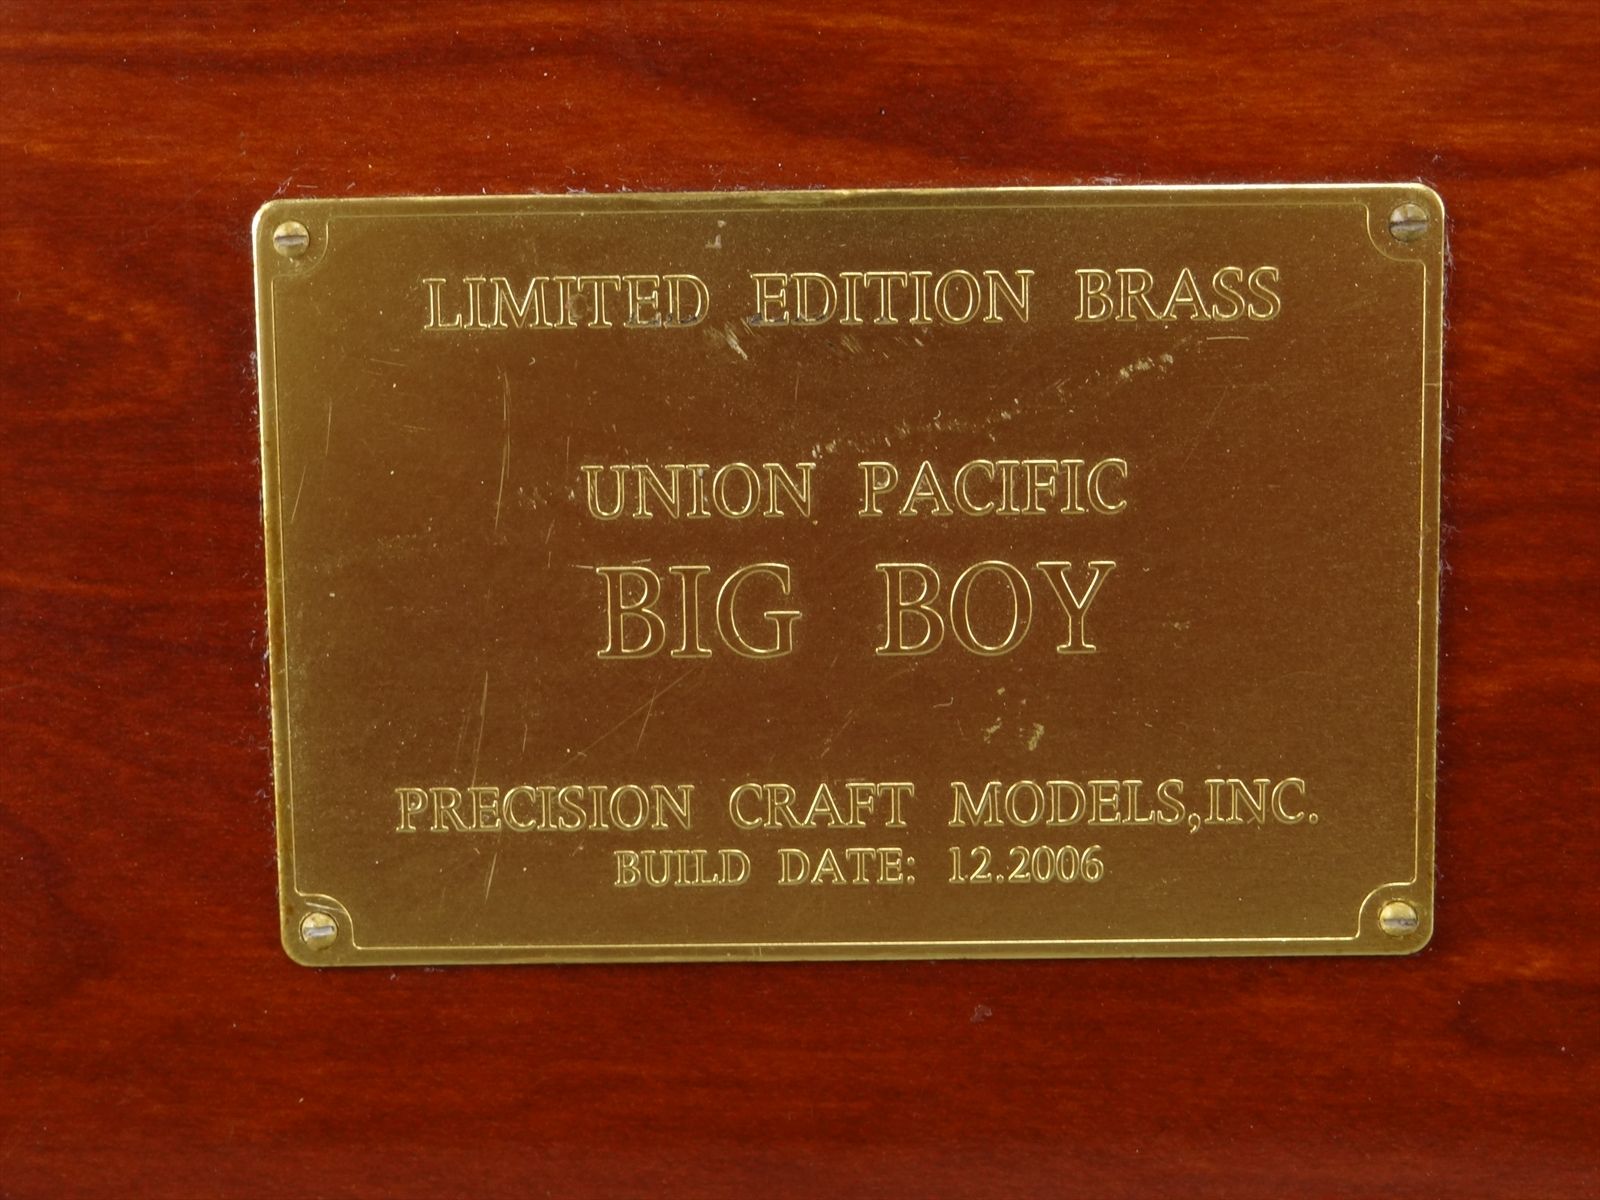 LIMITED EDITION BRASS
UNION PACIFIC
BIG BOY
PRECISION CRAFT MODELS,INC.
BUILD DATE: 12.2006